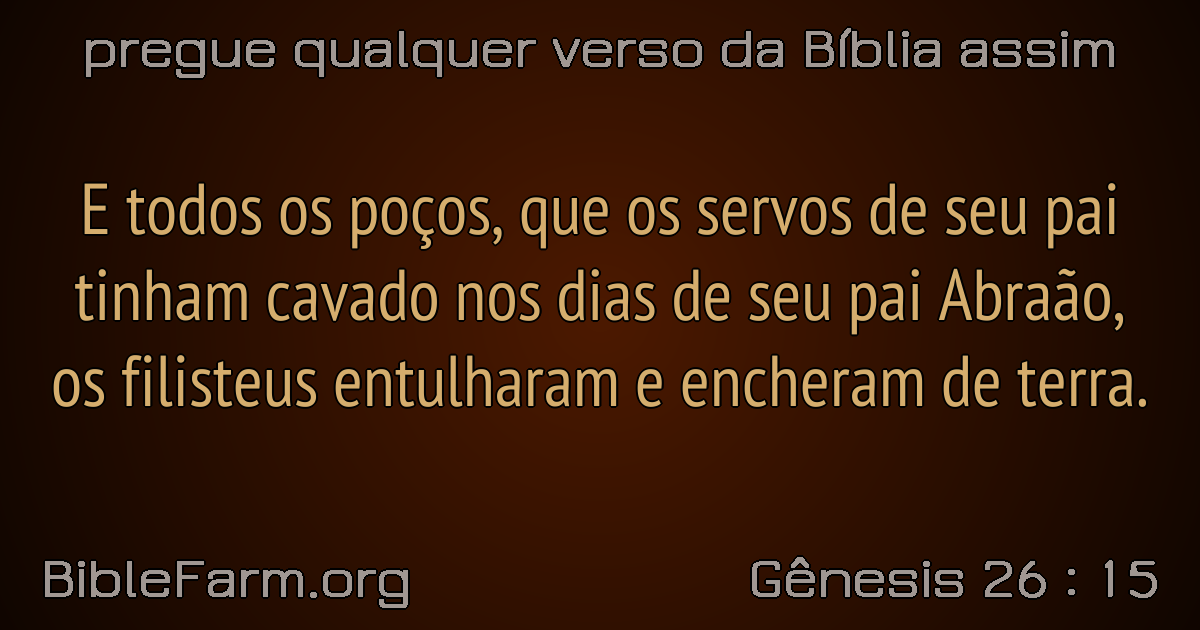 pregue qualquer verso da Bíblia assim
E todos os poços, que os servos de seu pai
tinham cavado nos dias de seu pai Abraão,
os filisteus entulharam e encheram de terra.
BibleFarm.org
Gênesis 26 : 15